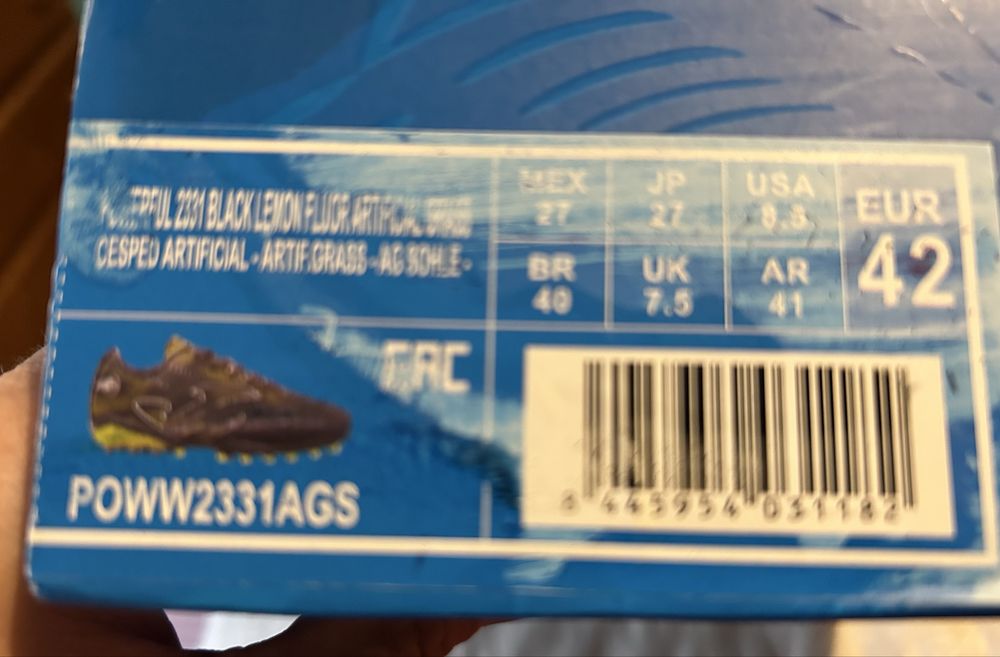 2331 BLACK LEMON FLUOR ARTIFICIAL GRASS
CESPED ARTIFICIAL - ARTIF.GRASS - AG SOHLE -
MEX
27
JP
27
USA
8.5
EUR
42
BR
40
UK
7.5
AR
41
EAC
POWW2331AGS
8 445954 031182